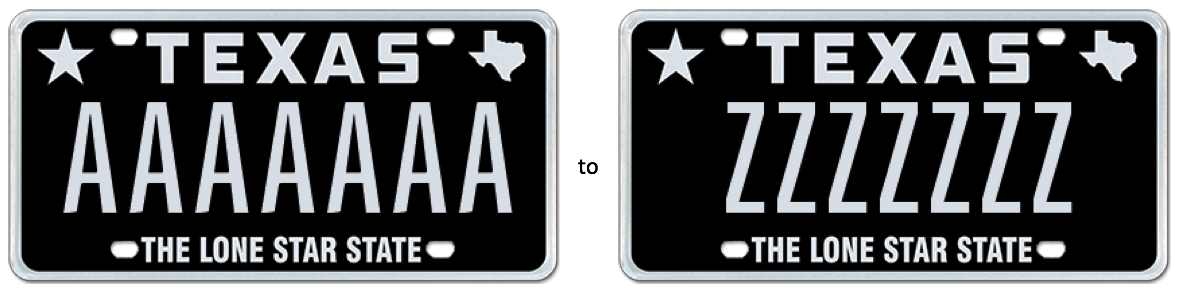 TEXAS
AAAAAAA
THE LONE STAR STATE
to
TEXAS
ZZZZZZZ
THE LONE STAR STATE